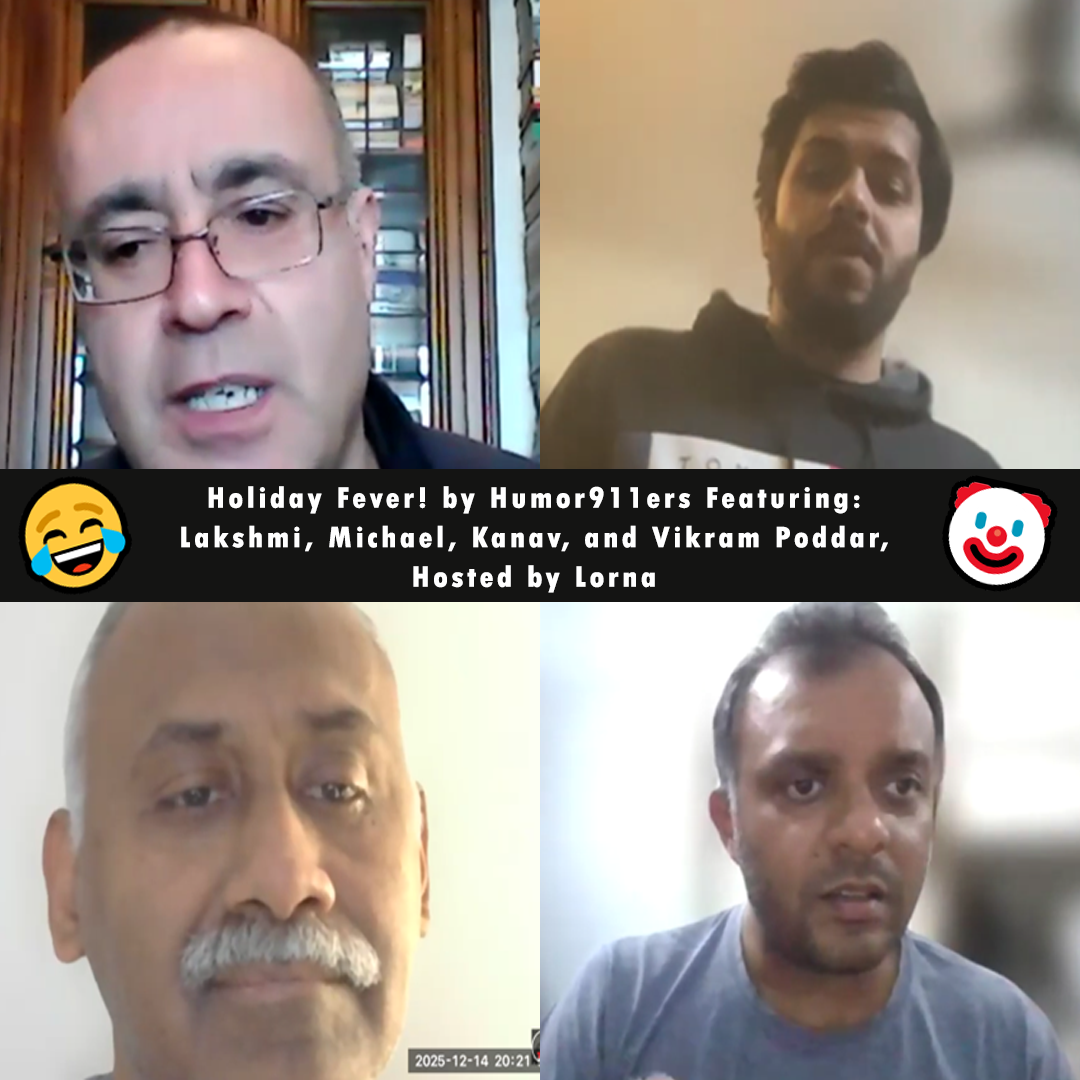 TO
Holiday Fever! by Humor911ers Featuring:
Lakshmi, Michael, Kanav, and Vikram Poddar,
Hosted by Lorna
2025-12-14 20:21